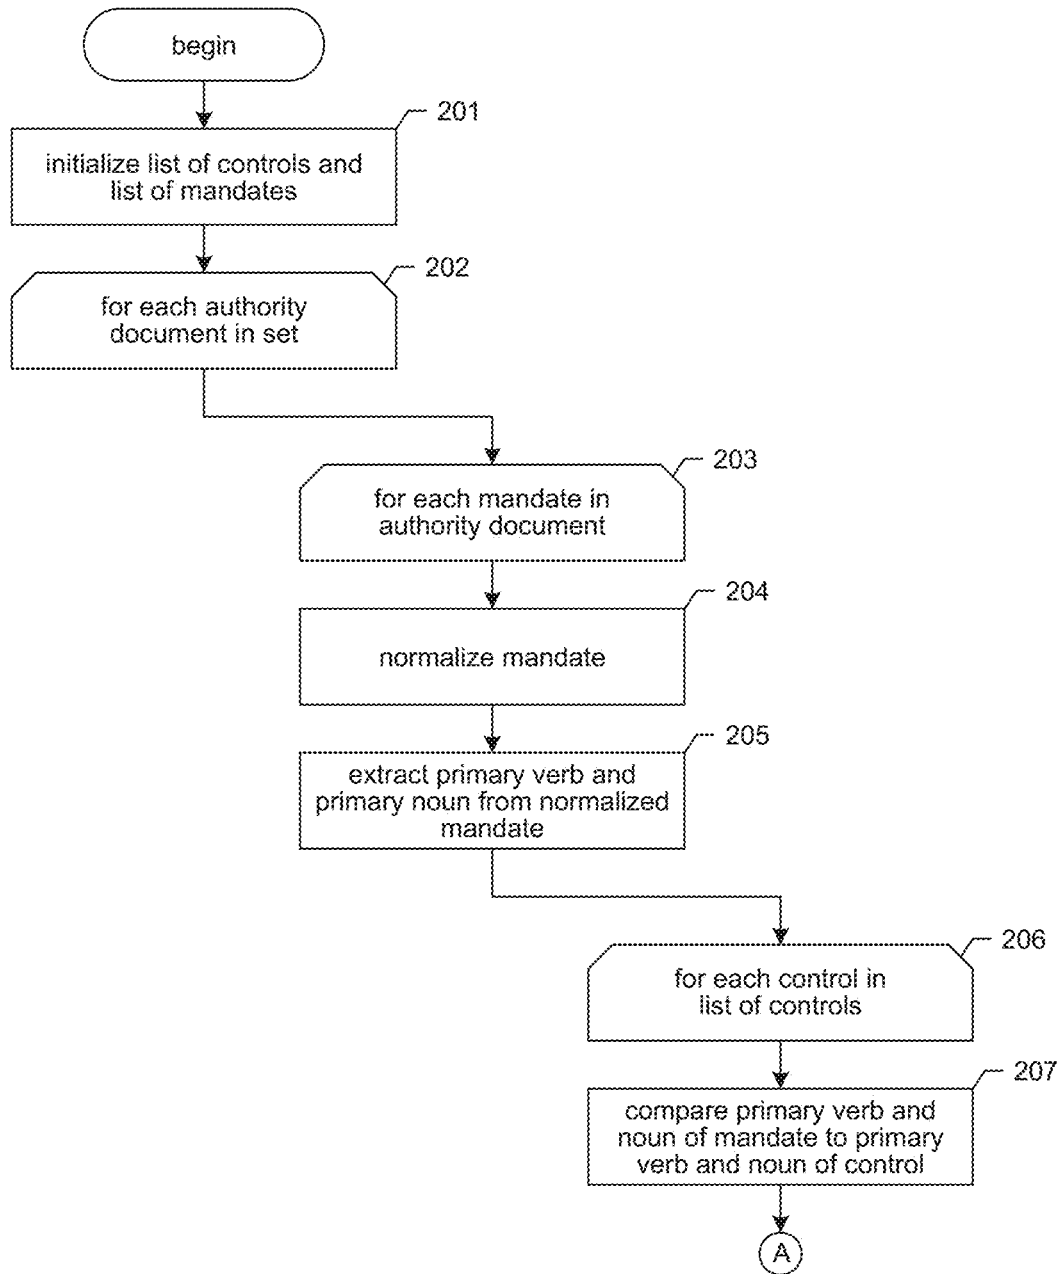 begin
201
initialize list of controls and
list of mandates
202
for each authority
document in set
203
for each mandate in
authority document
204
normalize mandate
205
extract primary verb and
primary noun from normalized
mandate
206
for each control in
list of controls
207
compare primary verb and
noun of mandate to primary
verb and noun of control
A